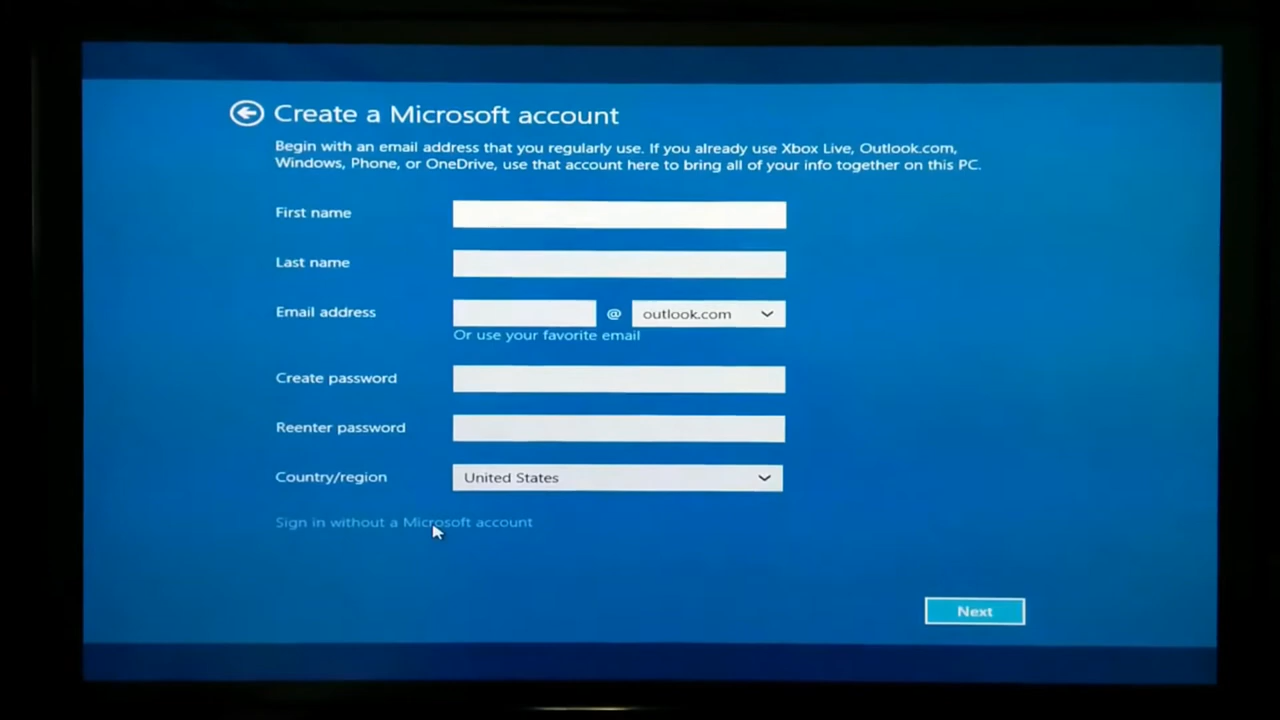 Create a Microsoft account
Begin with an email address that you regularly use. If you already use Xbox Live, Outlook.com,
Windows, Phone, or OneDrive, use that account here to bring all of your info together on this PC.
First name
Last name
Email address @ outlook.com
Or use your favorite email
Create password
Reenter password
Country/region United States
Sign in without a Microsoft account
Next